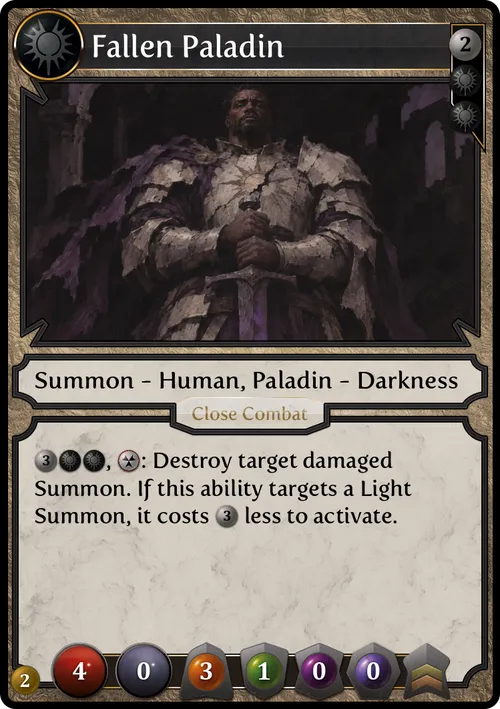 Fallen Paladin
2
Summon - Human, Paladin - Darkness
Close Combat
3, : Destroy target damaged
Summon. If this ability targets a Light
Summon, it costs 3 less to activate.
2 4* 0* 3 1 0 0